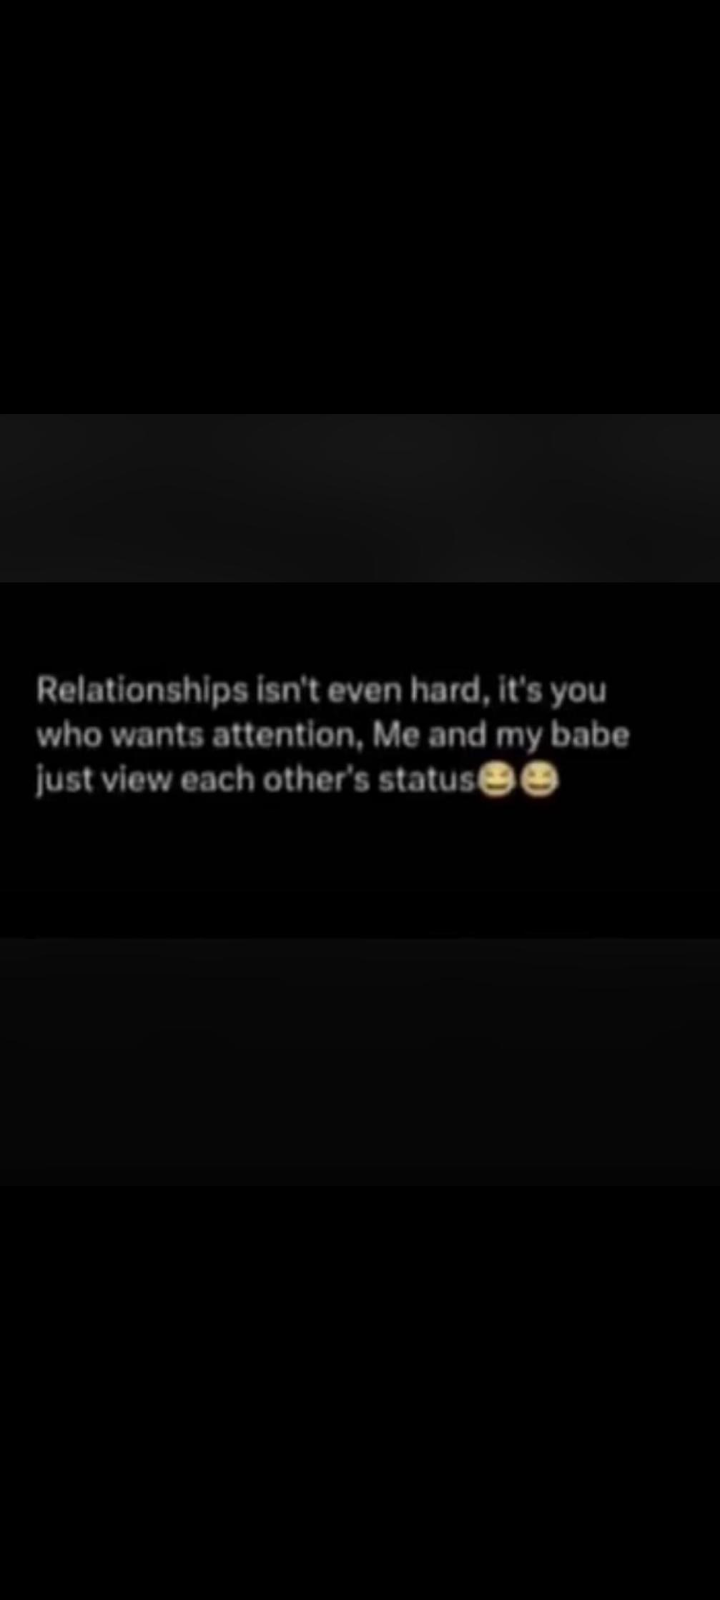 Relationships isn't even hard, it's you
who wants attention, Me and my babe
just view each other's status😆😆